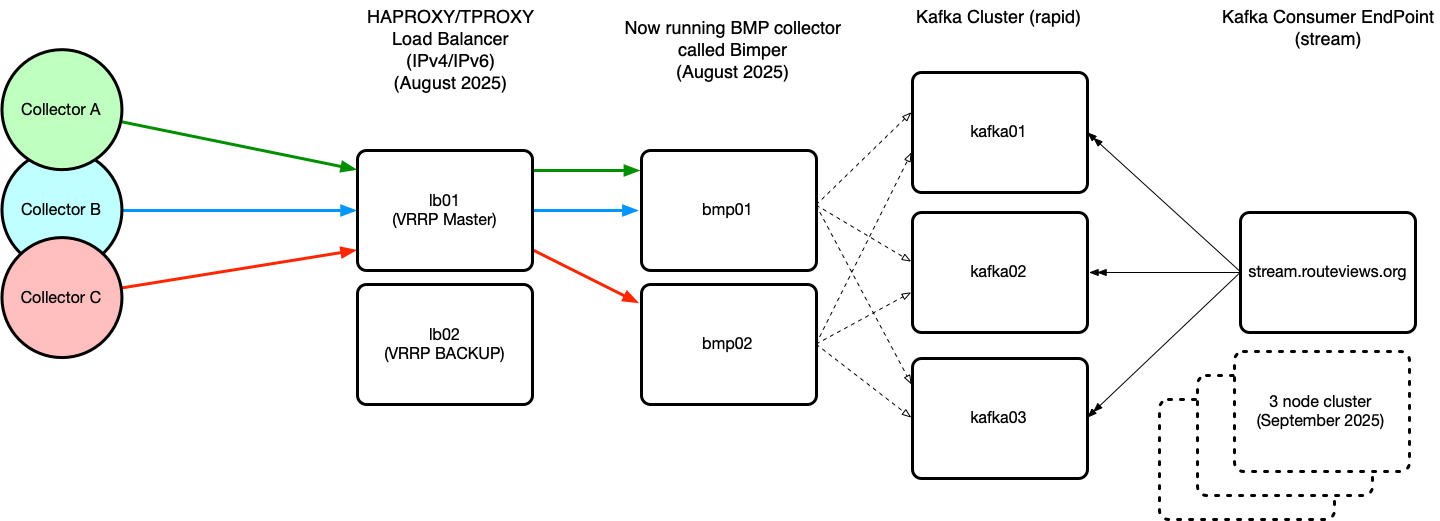 HAPROXY/TPROXY
Load Balancer
(IPv4/IPv6)
(August 2025)
Now running BMP collector
called Bimper
(August 2025)
Kafka Cluster (rapid)
Kafka Consumer EndPoint
(stream)
Collector A
Collector B
Collector C
lb01
(VRRP Master)
lb02
(VRRP BACKUP)
bmp01
bmp02
kafka01
kafka02
kafka03
stream.routeviews.org
3 node cluster
(September 2025)